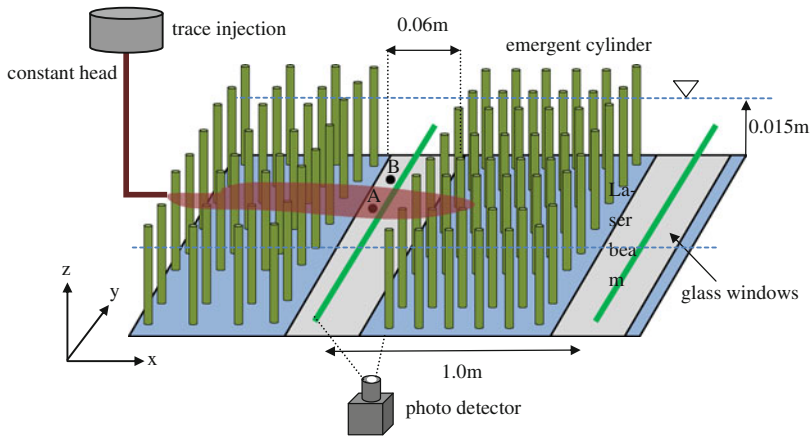 trace injection
0.06m
emergent cylinder
constant head
0.015m
B
A
La-
ser
bea
m
z
y
glass windows
x
1.0m
photo detector